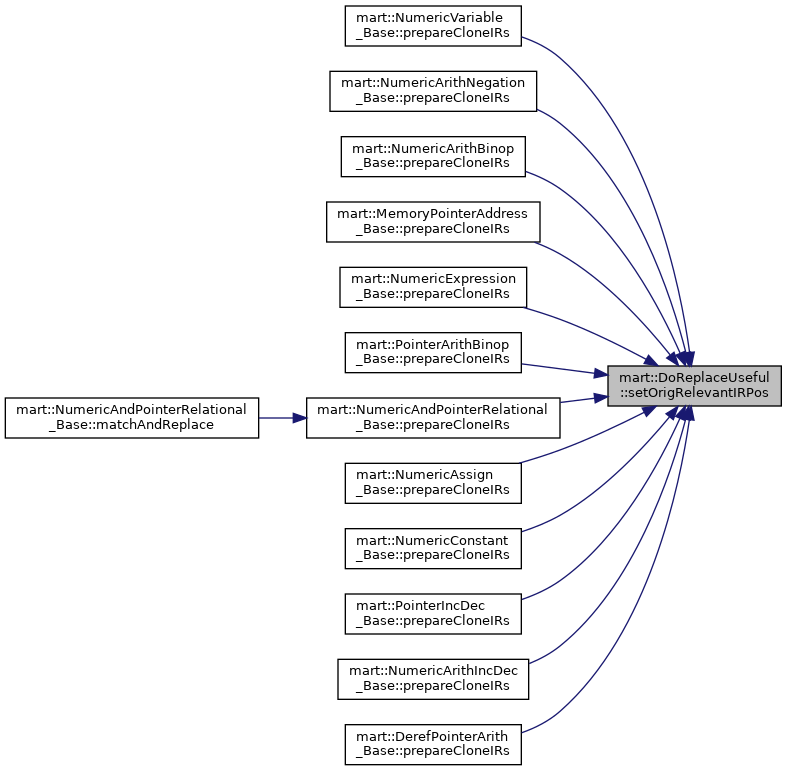 mart::NumericVariable
_Base::prepareCloneIRs
mart::NumericArithNegation
_Base::prepareCloneIRs
mart::NumericArithBinop
_Base::prepareCloneIRs
mart::MemoryPointerAddress
_Base::prepareCloneIRs
mart::NumericExpression
_Base::prepareCloneIRs
mart::PointerArithBinop
_Base::prepareCloneIRs
mart::DoReplaceUseful
::setOrigRelevantIRPos
mart::NumericAndPointerRelational
_Base::matchAndReplace
mart::NumericAndPointerRelational
_Base::prepareCloneIRs
mart::NumericAssign
_Base::prepareCloneIRs
mart::NumericConstant
_Base::prepareCloneIRs
mart::PointerIncDec
_Base::prepareCloneIRs
mart::NumericArithIncDec
_Base::prepareCloneIRs
mart::DerefPointerArith
_Base::prepareCloneIRs